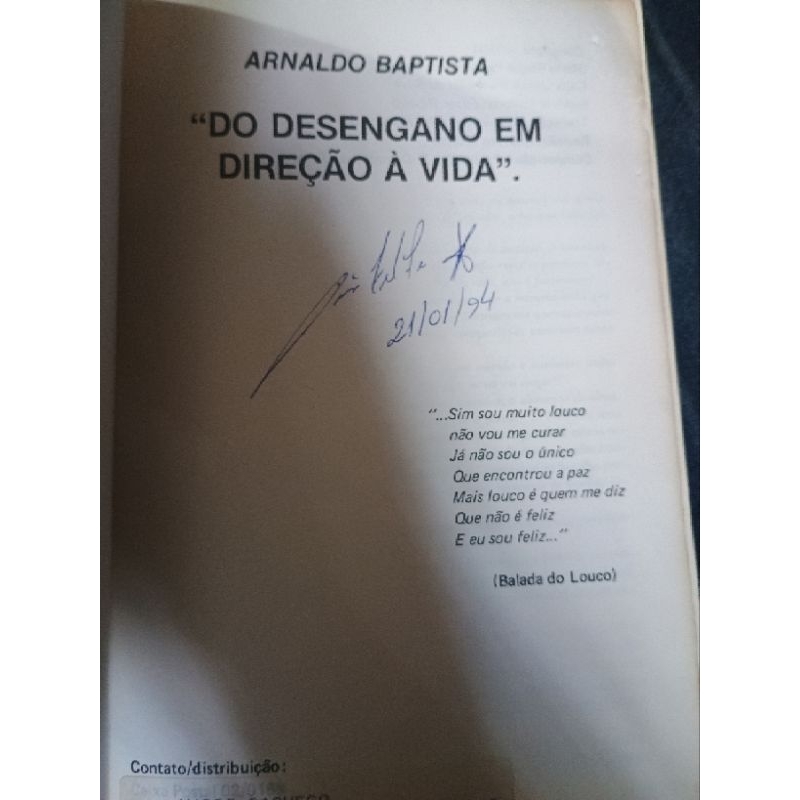 ARNALDO BAPTISTA
"DO DESENGANO EM
DIREÇÃO À VIDA".
21/01/94
"...Sim sou muito louco
não vou me curar
Já não sou o único
Que encontrou a paz
Mais louco é quem me diz
Que não é feliz
E eu sou feliz..."
(Balada do Louco)
Contato/distribuição: